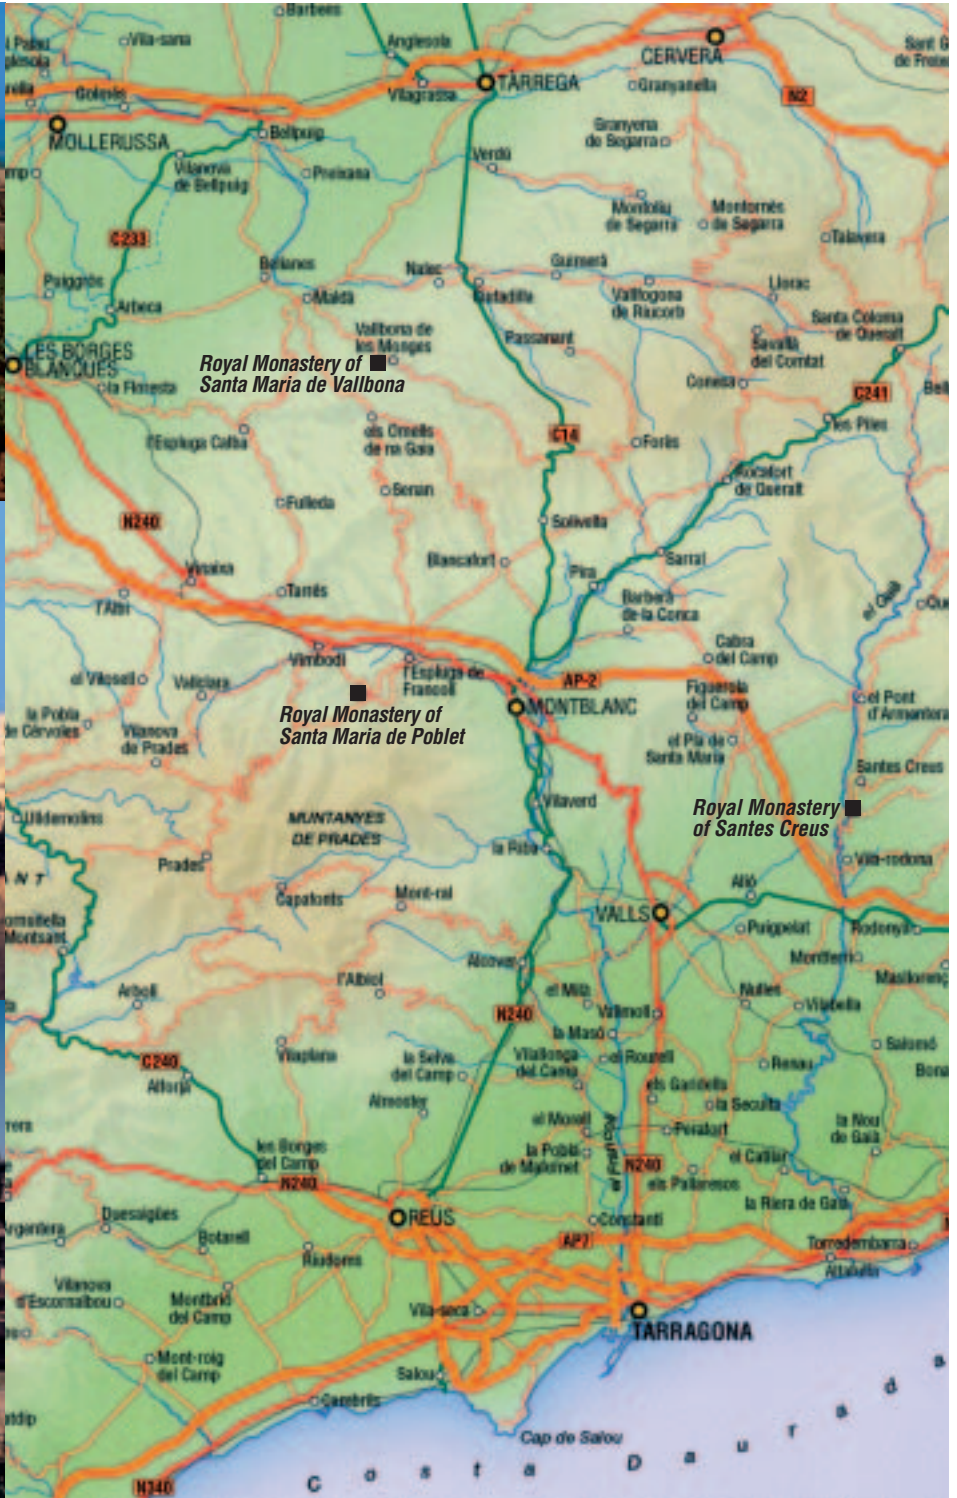 Barbens
Vila-sana
Anglesola
CERVERA
TÀRREGA
Vilagrassa
Granyanella
N2
Golmés
MOLLERUSSA
Bellpuig
Granyena
de Segarra
Verdú
Vilanova
de Bellpuig
Preixana
Montoliu
de Segarra
Montornès
de Segarra
Talavera
C233
Belianes
Nalec
Guimerà
Puiggròs
Maldà
Ciutadilla
Vallfogona
de Riucorb
Llorac
Arbeca
Santa Coloma
de Queralt
Vallbona de
les Monges
Passanant
Savallà
del Comtat
LES BORGES
BLANQUES
Royal Monastery of
Santa Maria de Vallbona
la Floresta
Conesa
C241
l'Espluga Calba
els Omells
de na Gaia
C14
Forès
les Piles
Rocafort
de Queralt
Senan
Fulleda
N240
Solivella
Vinaixa
Blancafort
Sarral
Pira
Tarrés
l'Albi
Barberà
de la Conca
el Gaià
Vimbodí
Cabra
del Camp
el Vilosell
Vallclara
l'Espluga de
Francolí
AP-2
Figuerola
del Camp
el Pont
d'Armentera
la Pobla
de Cérvoles
Vilanova
de Prades
Royal Monastery of
Santa Maria de Poblet
MONTBLANC
el Pla de
Santa Maria
Santes Creus
Ulldemolins
MUNTANYES
DE PRADES
Vilaverd
Royal Monastery
of Santes Creus
la Riba
Prades
Vila-rodona
Capafonts
Mont-ral
Alió
VALLS
Puigpelat
Rodonyà
Montferri
Alcover
l'Albiol
Arbolí
el Milà
Vallmoll
Nulles
Vilabella
N240
la Masó
Salomó
Vilaplana
C240
la Selva
del Camp
Vilallonga
del Camp
el Rourell
Renau
Alforja
Almoster
els Garidells
la Secuita
el Morell
Perafort
la Nou
de Gaià
les Borges
del Camp
la Pobla
de Mafumet
el Francolí
N240
el Catllar
els Pallaresos
N240
la Riera de Gaià
REUS
Constantí
Duesaigües
Botarell
Riudoms
AP7
Torredembarra
Altafulla
Vilanova
d'Escornalbou
Montbrió
del Camp
Vila-seca
TARRAGONA
Mont-roig
del Camp
Salou
Cambrils
Cap de Salou
Costa Daurada
N340